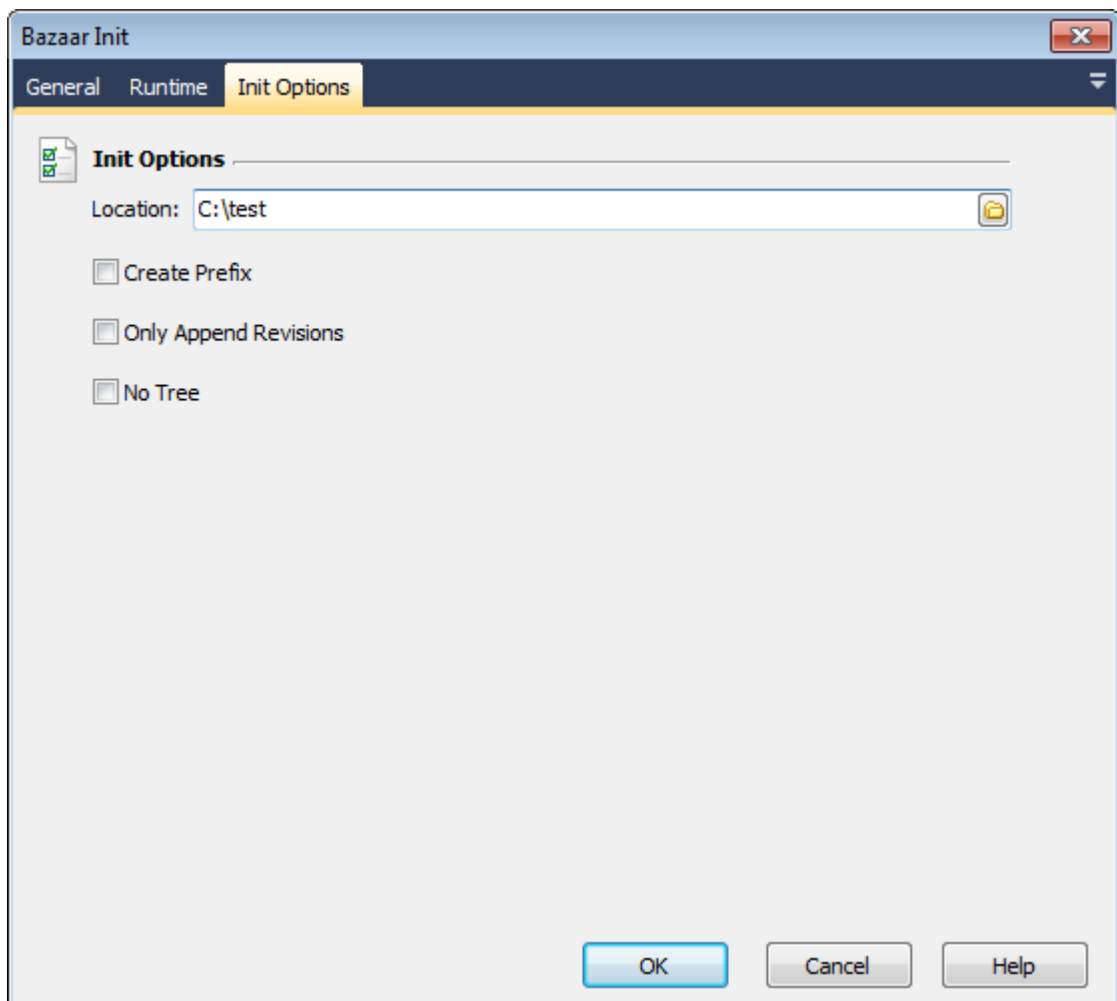 Bazaar Init
General Runtime Init Options
Init Options
Location: C:\test
Create Prefix
Only Append Revisions
No Tree
OK Cancel Help